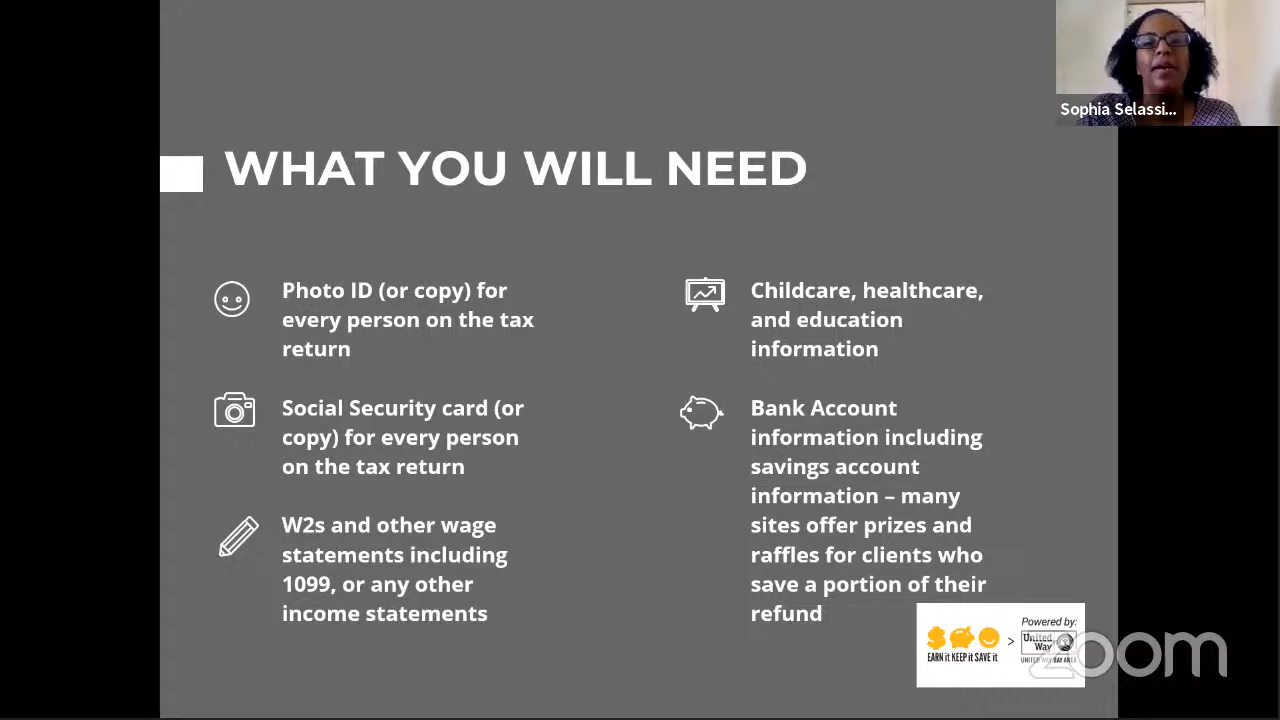 Sophia Selassi...
WHAT YOU WILL NEED
Photo ID (or copy) for
every person on the tax
return
Social Security card (or
copy) for every person
on the tax return
W2s and other wage
statements including
1099, or any other
income statements
Childcare, healthcare,
and education
information
Bank Account
information including
savings account
information – many
sites offer prizes and
raffles for clients who
save a portion of their
refund
EARN it KEEP it SAVE it
>
Powered by:
United
Way
UNITED WAY BAY AREA
zoom